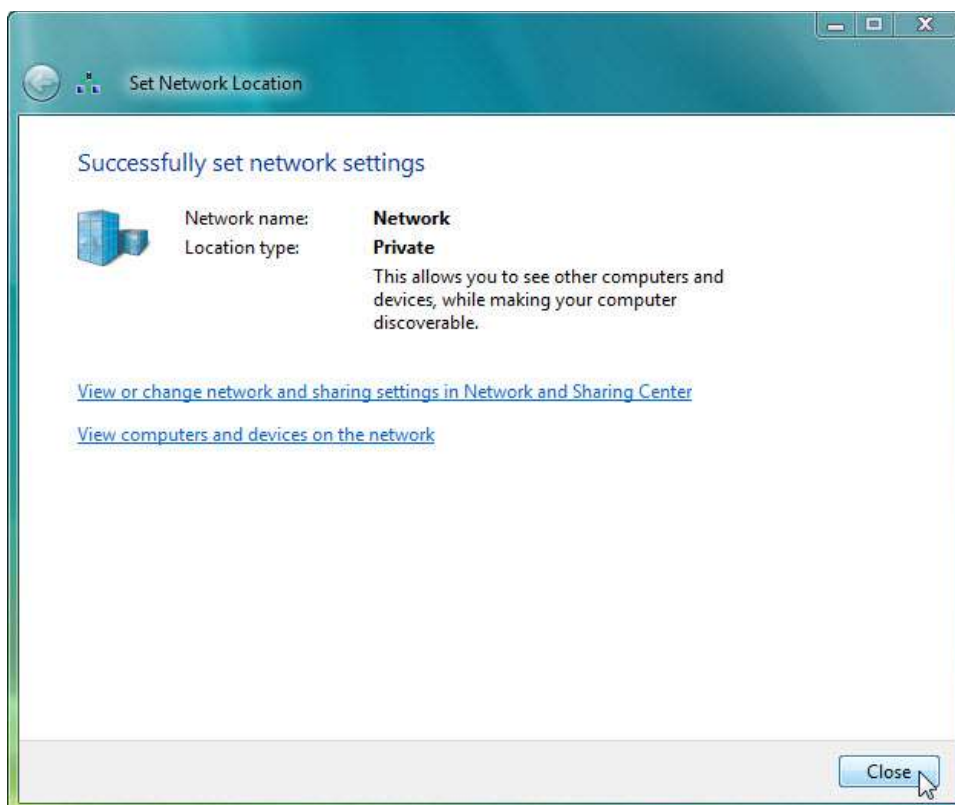 Set Network Location
Successfully set network settings
Network name: Network
Location type: Private
This allows you to see other computers and
devices, while making your computer
discoverable.
View or change network and sharing settings in Network and Sharing Center
View computers and devices on the network
Close